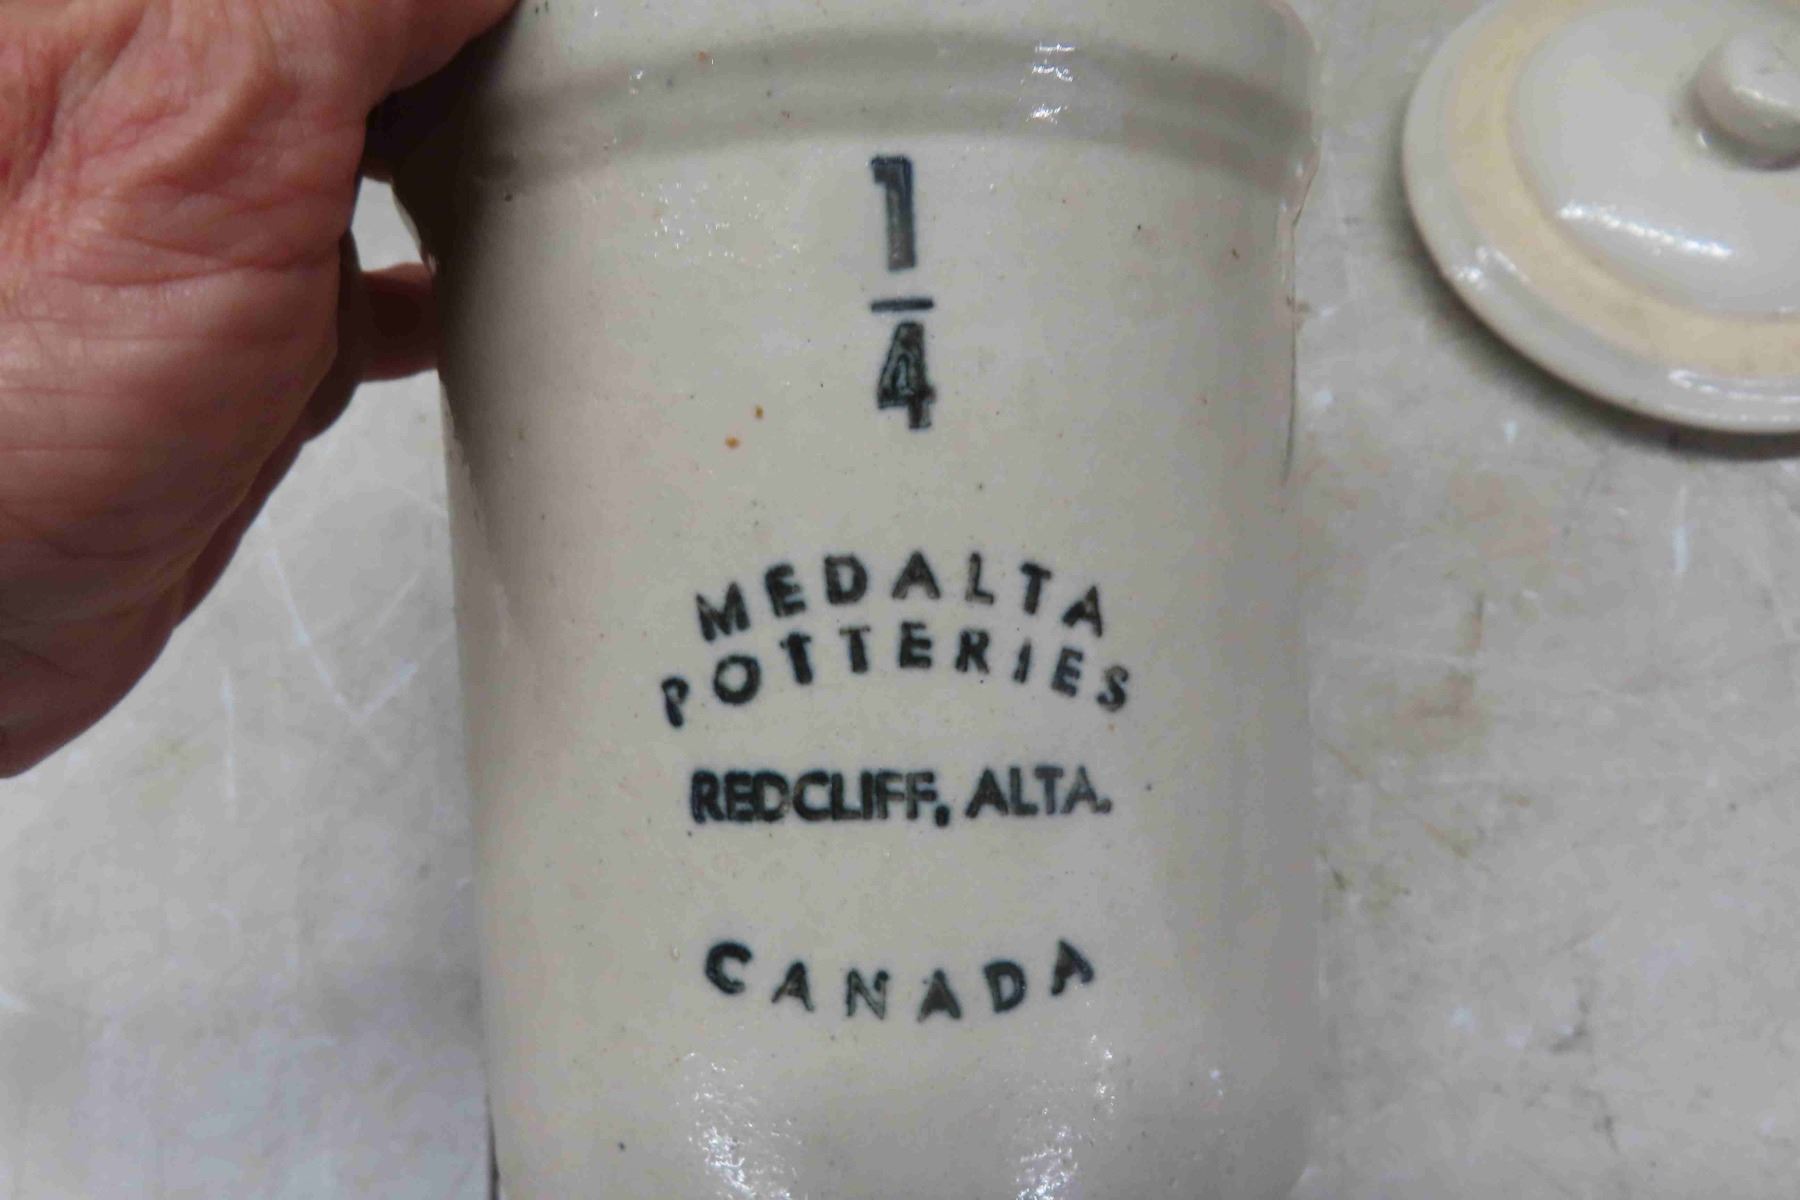 1
4
MEDALTA
POTTERIES
REDCLIFF, ALTA.
CANADA